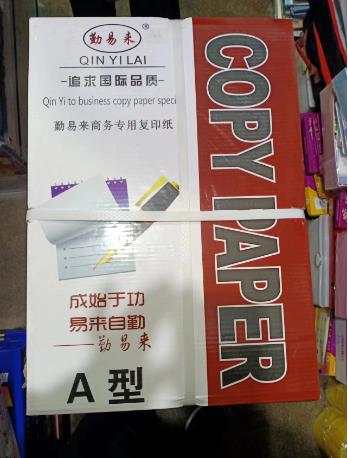 勤易来
®
QIN YI LAI
-追求国际品质-
Qin Yi to business copy paper speci
勤易来商务专用复印纸
成始于功
易来自勤
——勤易来
A型
COPY PAPER